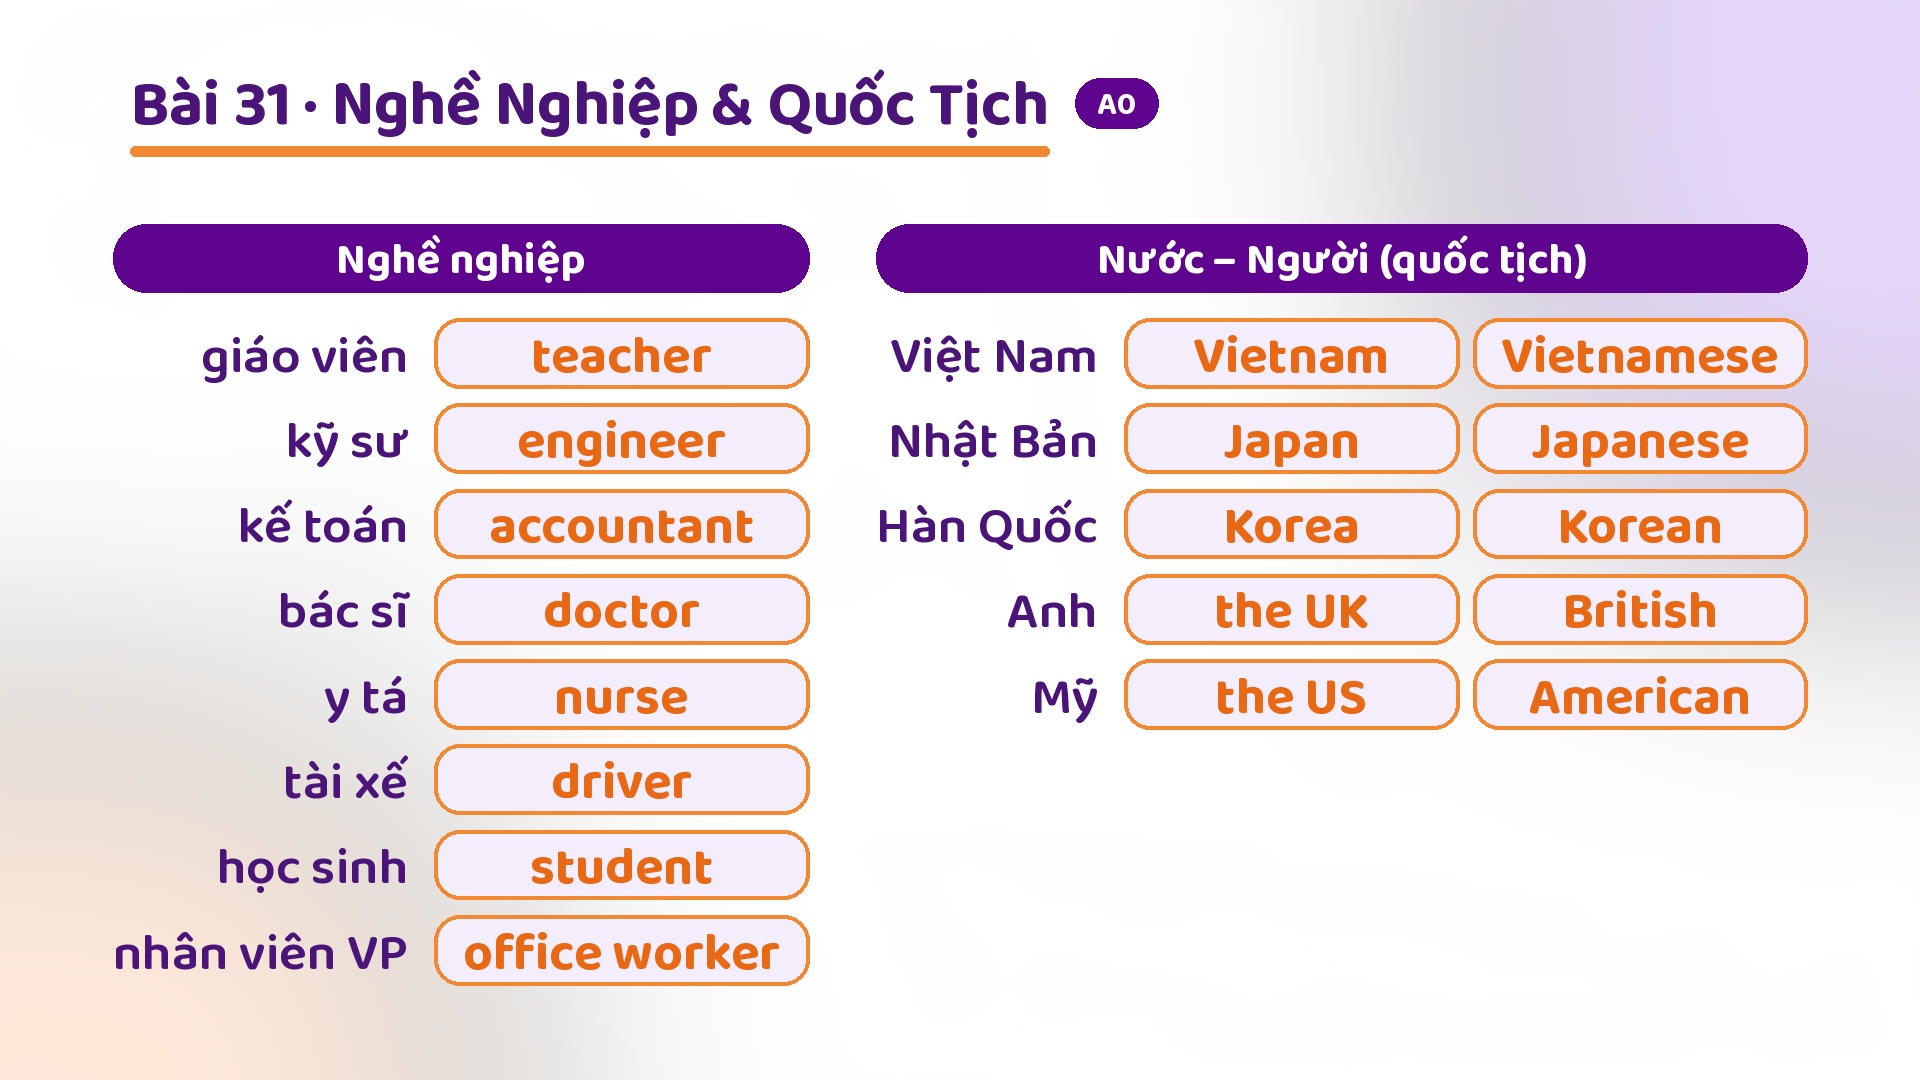 Bài 31 · Nghề Nghiệp & Quốc Tịch A0
Nghề nghiệp
giáo viên teacher
kỹ sư engineer
kế toán accountant
bác sĩ doctor
y tá nurse
tài xế driver
học sinh student
nhân viên VP office worker
Nước – Người (quốc tịch)
Việt Nam Vietnam Vietnamese
Nhật Bản Japan Japanese
Hàn Quốc Korea Korean
Anh the UK British
Mỹ the US American